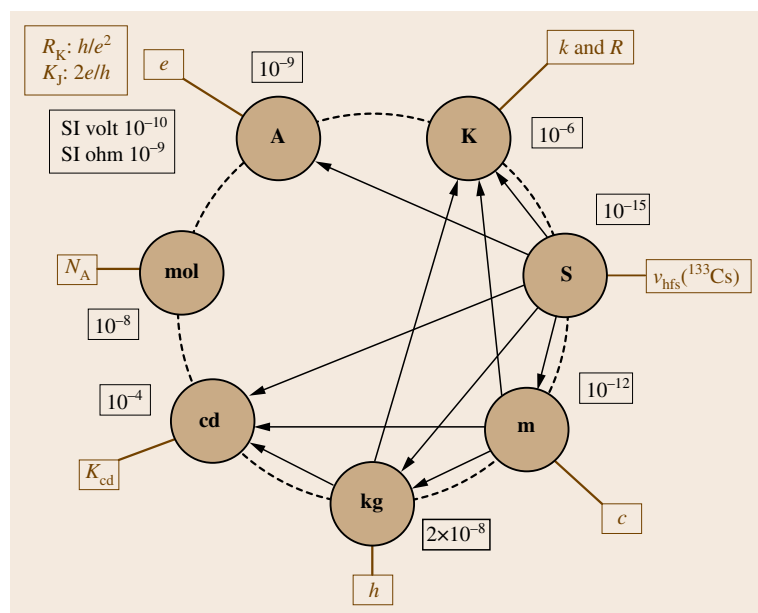 R_K: h/e²
K_J: 2e/h
e
10⁻⁹
k and R
SI volt 10⁻¹⁰
SI ohm 10⁻⁹
A
K
10⁻⁶
10⁻¹⁵
N_A
mol
S
ν_hfs(¹³³Cs)
10⁻⁸
10⁻⁴
10⁻¹²
cd
m
K_cd
kg
2×10⁻⁸
c
h